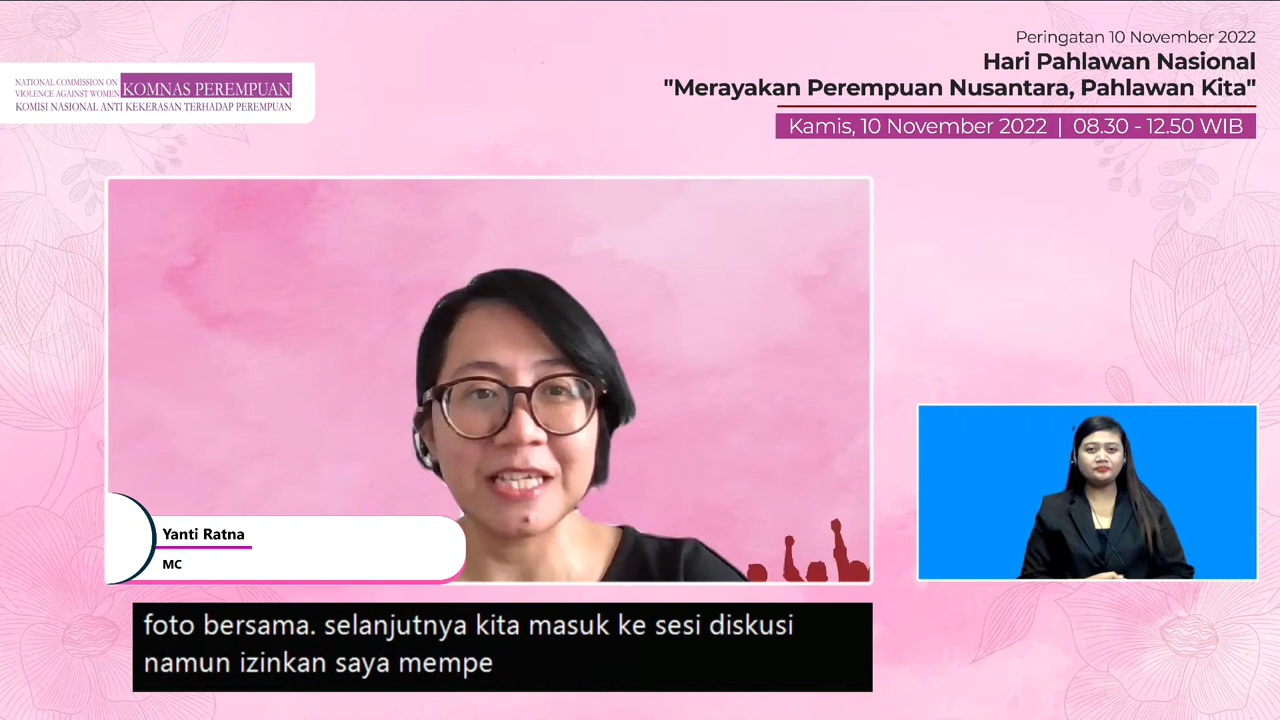 NATIONAL COMMISSION ON
VIOLENCE AGAINST WOMEN
KOMNAS PEREMPUAN
KOMISI NASIONAL ANTI KEKERASAN TERHADAP PEREMPUAN
Peringatan 10 November 2022
Hari Pahlawan Nasional
"Merayakan Perempuan Nusantara, Pahlawan Kita"
Kamis, 10 November 2022 | 08.30 - 12.50 WIB
Yanti Ratna
MC
foto bersama. selanjutnya kita masuk ke sesi diskusi
namun izinkan saya mempe